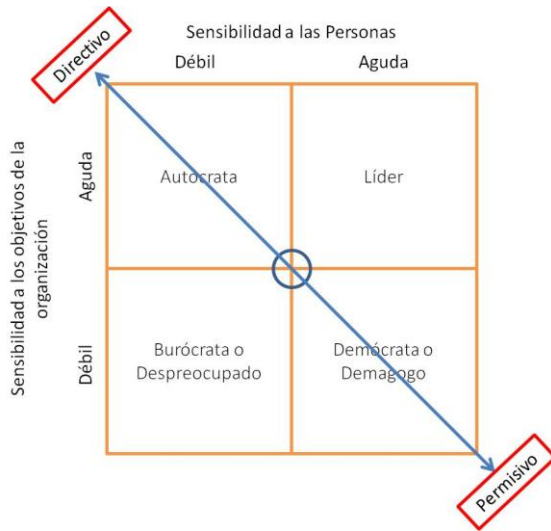 Sensibilidad a las Personas
Directivo
Débil
Aguda
Sensibilidad a los objetivos de la
organización
Aguda
Autócrata
Líder
Débil
Burócrata o
Despreocupado
Demócrata o
Demagogo
Permisivo